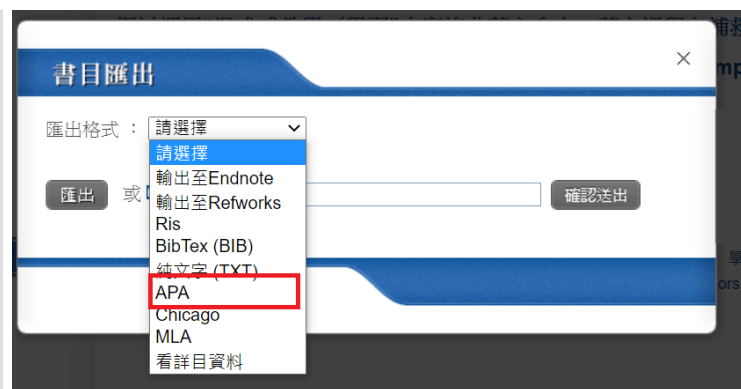 書目匯出
×
mp
匯出格式 : 請選擇
請選擇
輸出至Endnote
匯出 或 確認送出
輸出至Refworks
Ris
BibTex (BIB)
純文字 (TXT)
APA
ors
Chicago
MLA
看詳目資料